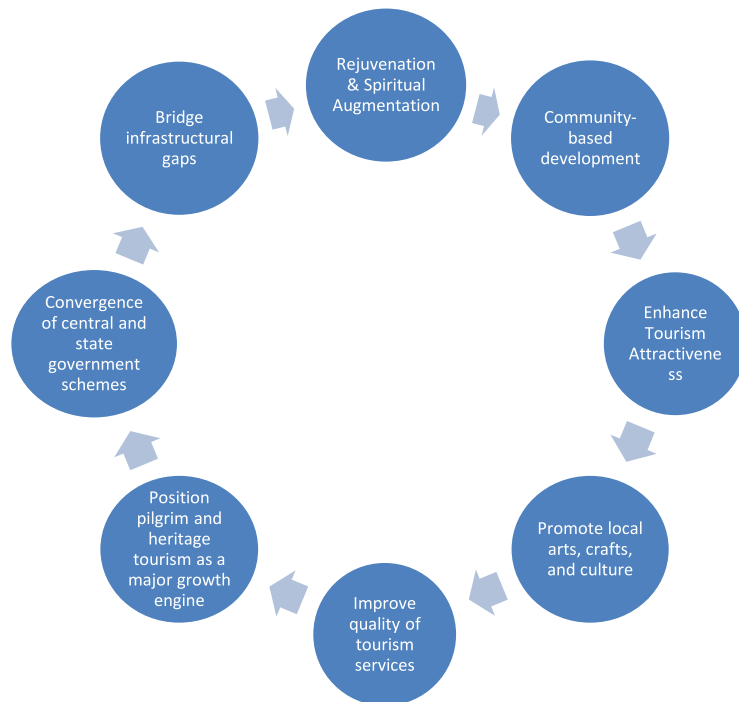 Rejuvenation
& Spiritual
Augmentation
Community-
based
development
Enhance
Tourism
Attractivene
ss
Promote local
arts, crafts,
and culture
Improve
quality of
tourism
services
Position
pilgrim and
heritage
tourism as a
major growth
engine
Convergence
of central and
state
government
schemes
Bridge
infrastructural
gaps